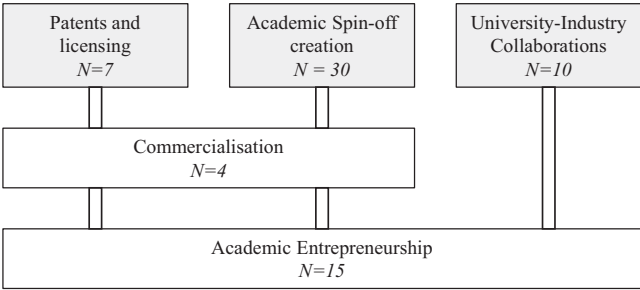 Patents and
licensing
N=7
Academic Spin-off
creation
N = 30
University-Industry
Collaborations
N=10
Commercialisation
N=4
Academic Entrepreneurship
N=15